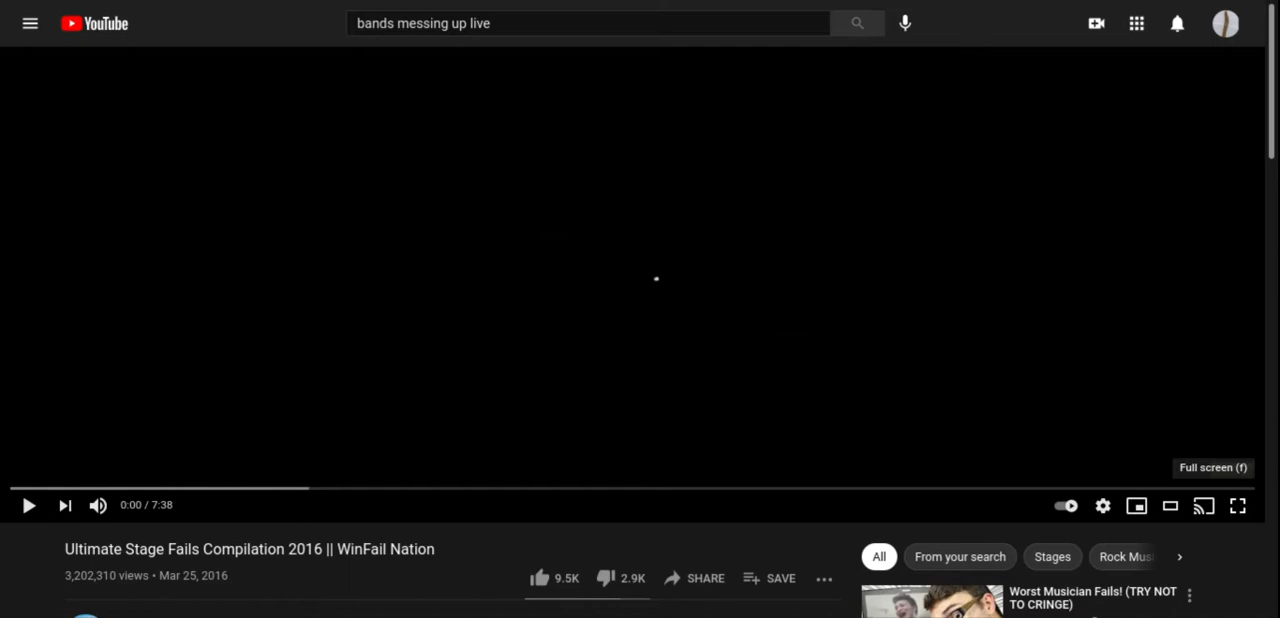 YouTube
bands messing up live
Full screen (f)
0:00 / 7:38
Ultimate Stage Fails Compilation 2016 || WinFail Nation
3,202,310 views • Mar 25, 2016
9.5K
2.9K
SHARE
SAVE
All
From your search
Stages
Rock Mus
Worst Musician Fails! (TRY NOT
TO CRINGE)